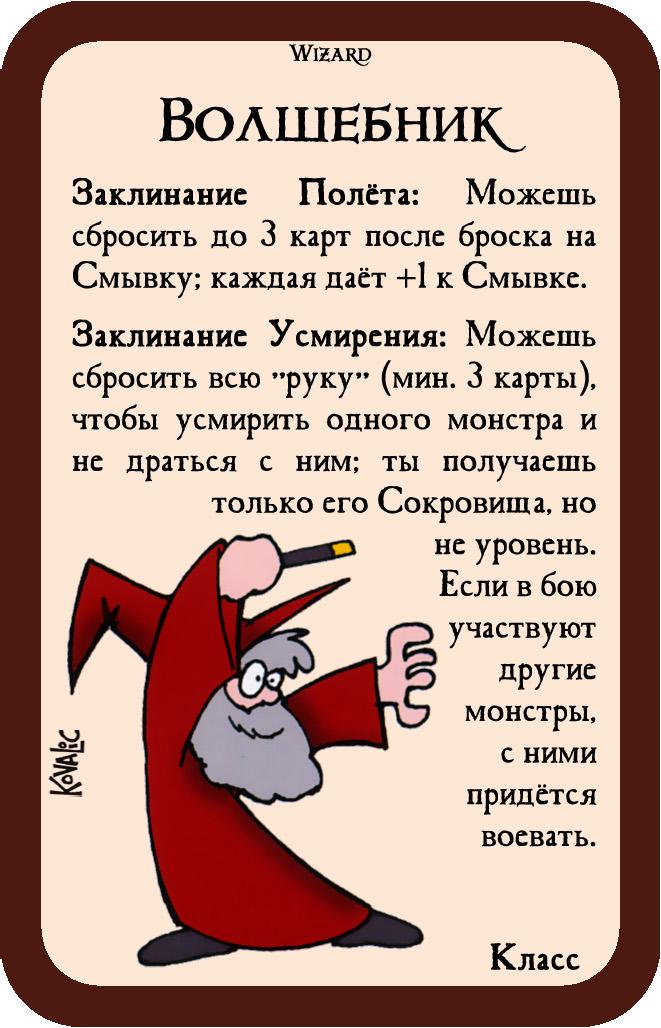 Wizard
Волшебник
Заклинание Полёта: Можешь
сбросить до 3 карт после броска на
Смывку; каждая даёт +1 к Смывке.
Заклинание Усмирения: Можешь
сбросить всю ”руку” (мин. 3 карты),
чтобы усмирить одного монстра и
не драться с ним; ты получаешь
только его Сокровища, но
не уровень.
Если в бою
участвуют
другие
монстры,
с ними
придётся
воевать.
Kovalic
Класс